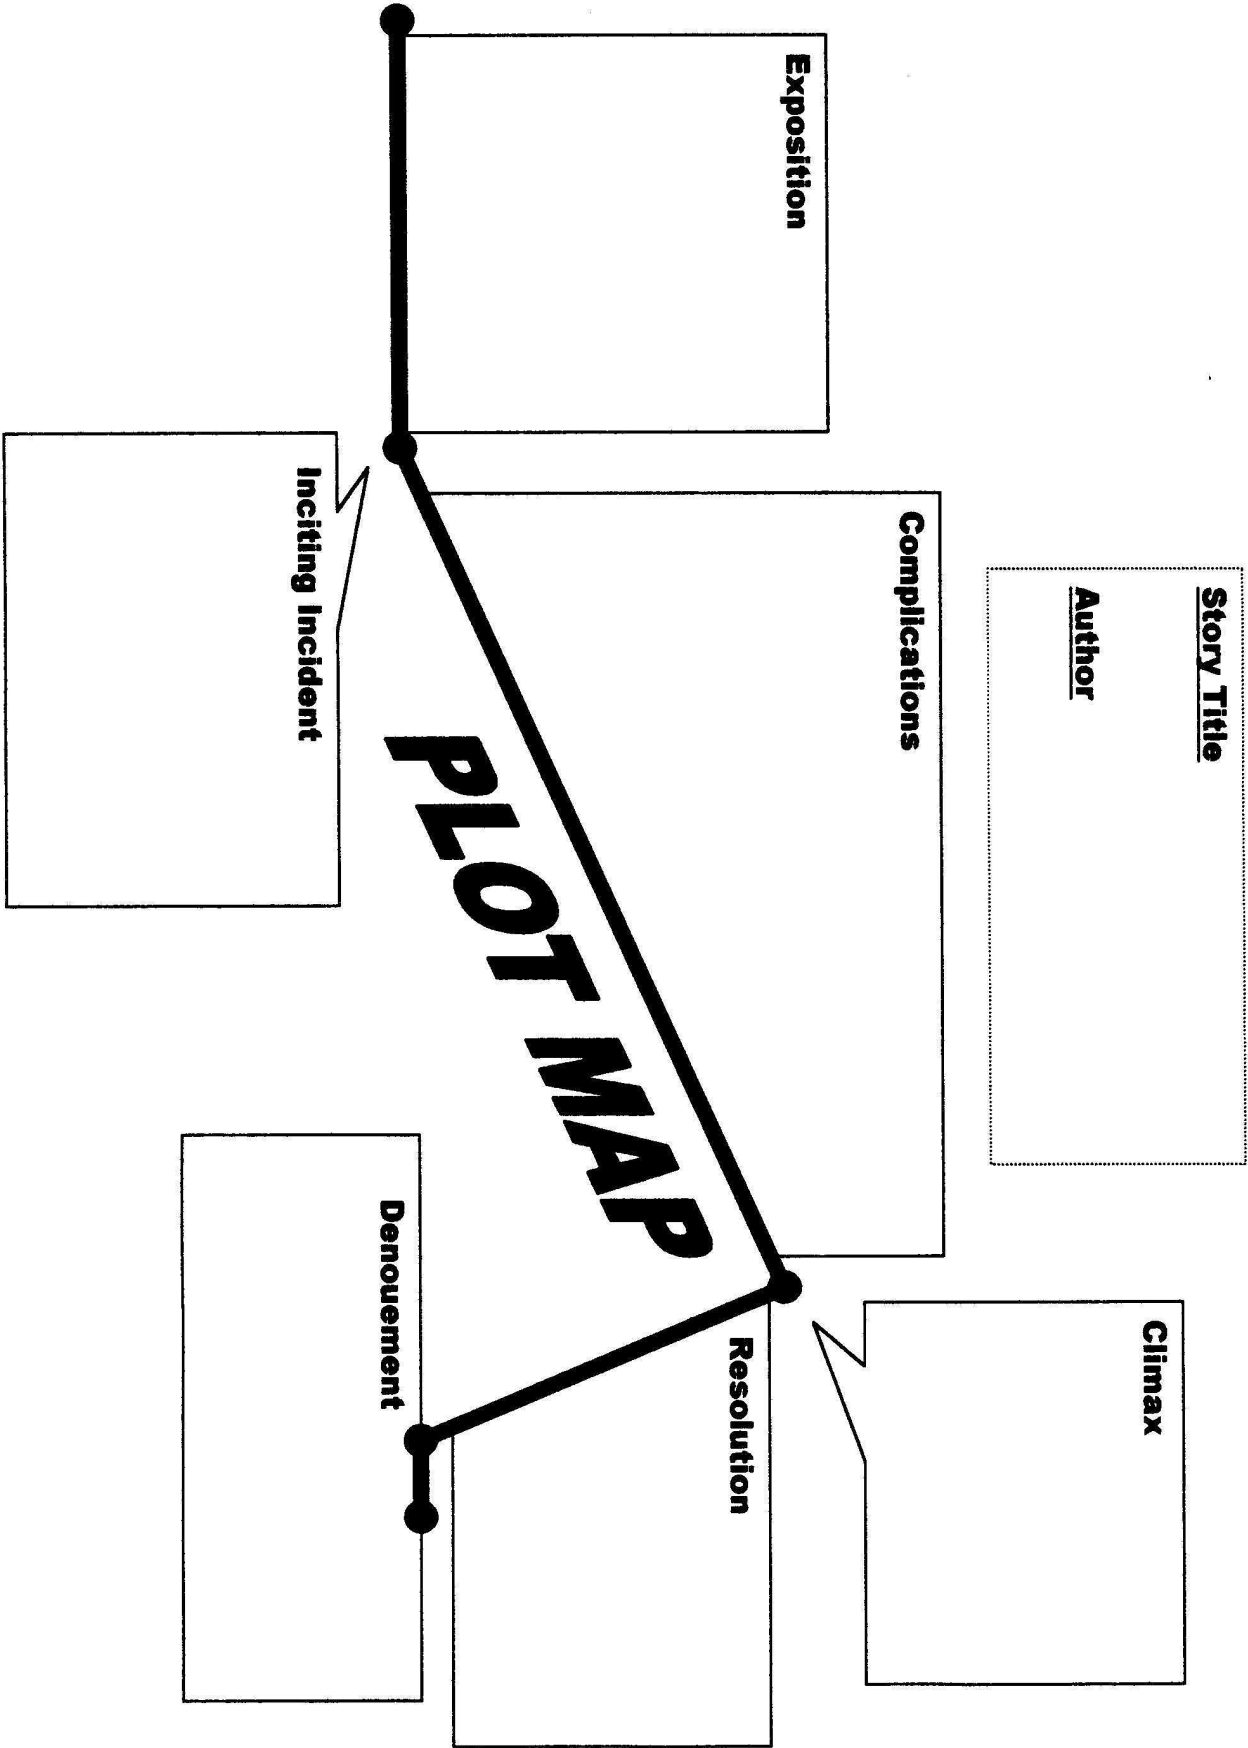 Story Title
Author
Exposition
Complications
Climax
PLOT MAP
Resolution
Inciting Incident
Denouement